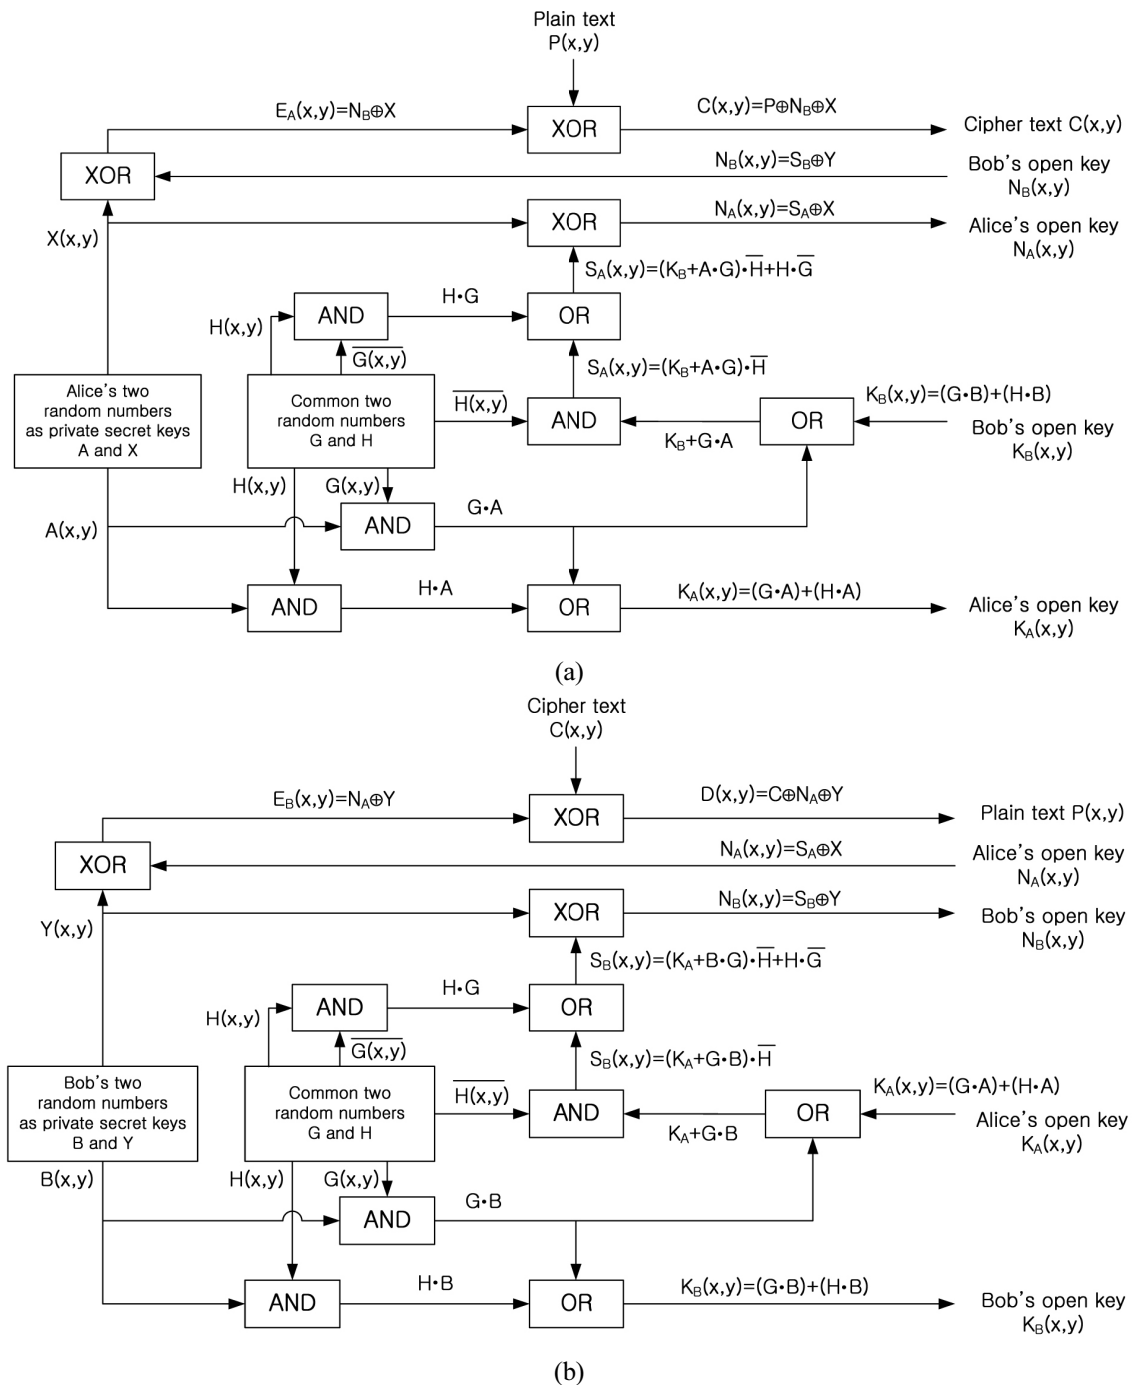 Plain text
P(x,y)
E_A(x,y)=N_B⊕X
XOR
C(x,y)=P⊕N_B⊕X
Cipher text C(x,y)
XOR
N_B(x,y)=S_B⊕Y
Bob's open key
N_B(x,y)
X(x,y)
XOR
N_A(x,y)=S_A⊕X
Alice's open key
N_A(x,y)
S_A(x,y)=(K_B+A•G)•H̅+H•G̅
H(x,y)
AND
H•G
OR
G̅(̅x̅,̅y̅)̅
S_A(x,y)=(K_B+A•G)•H̅
Alice's two
random numbers
as private secret keys
A and X
Common two
random numbers
G and H
H̅(̅x̅,̅y̅)̅
AND
K_B+G•A
OR
K_B(x,y)=(G•B)+(H•B)
Bob's open key
K_B(x,y)
H(x,y)
G(x,y)
A(x,y)
AND
G•A
AND
H•A
OR
K_A(x,y)=(G•A)+(H•A)
Alice's open key
K_A(x,y)
(a)
Cipher text
C(x,y)
E_B(x,y)=N_A⊕Y
XOR
D(x,y)=C⊕N_A⊕Y
Plain text P(x,y)
XOR
N_A(x,y)=S_A⊕X
Alice's open key
N_A(x,y)
Y(x,y)
XOR
N_B(x,y)=S_B⊕Y
Bob's open key
N_B(x,y)
S_B(x,y)=(K_A+B•G)•H̅+H•G̅
H(x,y)
AND
H•G
OR
G̅(̅x̅,̅y̅)̅
S_B(x,y)=(K_A+G•B)•H̅
Bob's two
random numbers
as private secret keys
B and Y
Common two
random numbers
G and H
H̅(̅x̅,̅y̅)̅
AND
K_A+G•B
OR
K_A(x,y)=(G•A)+(H•A)
Alice's open key
K_A(x,y)
B(x,y)
H(x,y)
G(x,y)
AND
G•B
AND
H•B
OR
K_B(x,y)=(G•B)+(H•B)
Bob's open key
K_B(x,y)
(b)